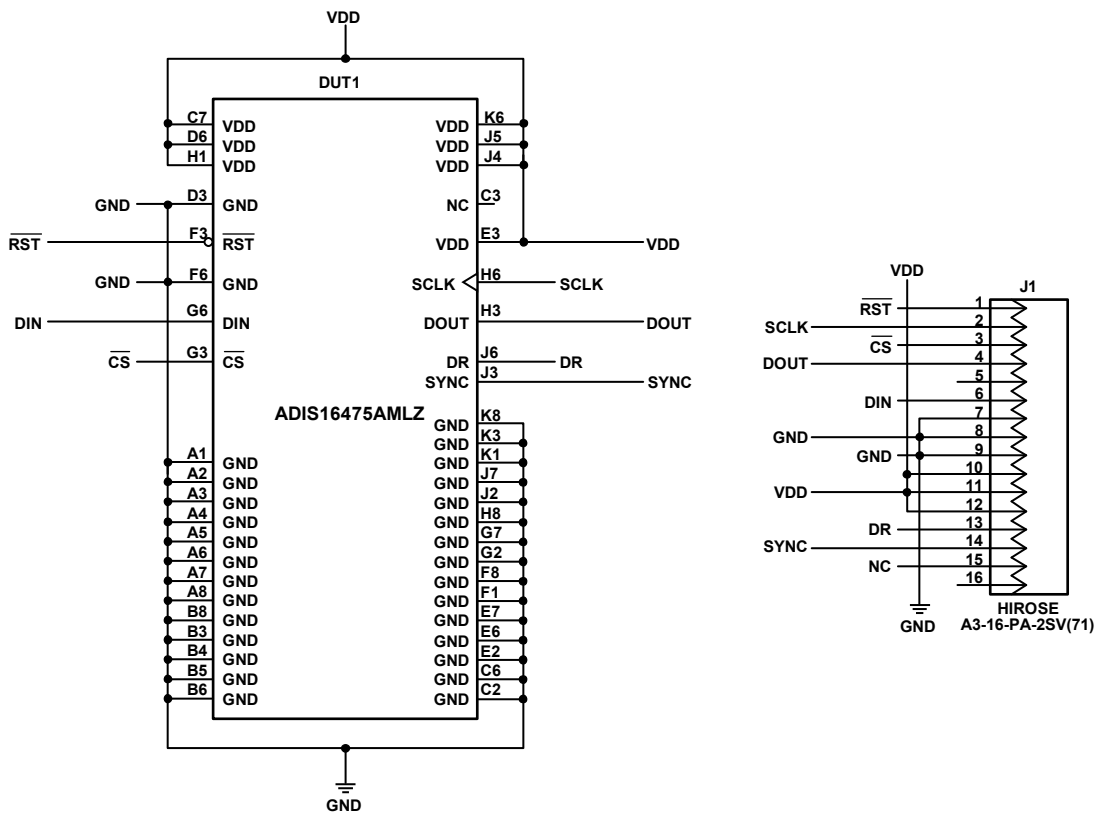 VDD
DUT1
C7 VDD
D6 VDD
H1 VDD
GND D3 GND
RST F3 RST
GND F6 GND
DIN G6 DIN
CS G3 CS
ADIS16475AMLZ
A1 GND
A2 GND
A3 GND
A4 GND
A5 GND
A6 GND
A7 GND
A8 GND
B8 GND
B3 GND
B4 GND
B5 GND
B6 GND
VDD K6
VDD J5
VDD J4
NC C3
VDD E3 VDD
SCLK H6 SCLK
DOUT H3 DOUT
DR J6 DR
SYNC J3 SYNC
GND K8
GND K3
GND K1
GND J7
GND J2
GND H8
GND G7
GND G2
GND F8
GND F1
GND E7
GND E6
GND E2
GND C6
GND C2
GND
VDD
J1
RST 1
SCLK 2
CS 3
DOUT 4
5
DIN 6
7
GND 8
GND 9
10
VDD 11
12
DR 13
SYNC 14
NC 15
16
GND
HIROSE
A3-16-PA-2SV(71)